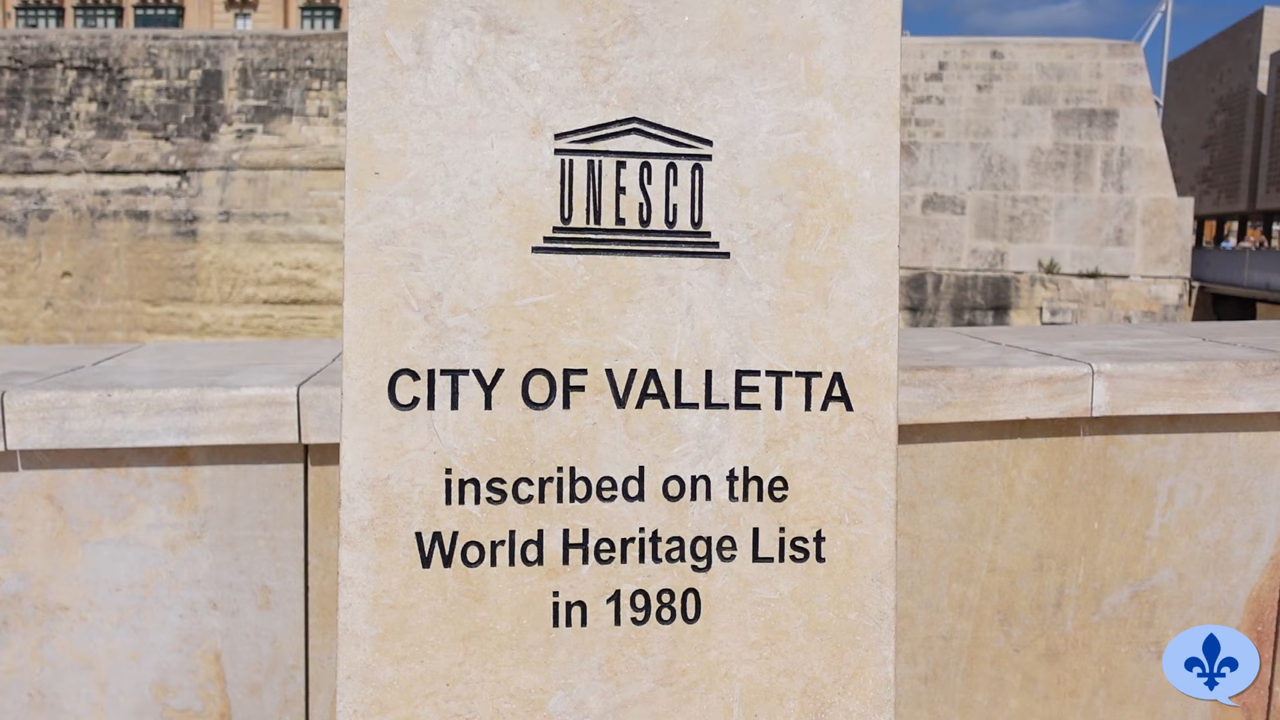 UNESCO
CITY OF VALLETTA
inscribed on the
World Heritage List
in 1980